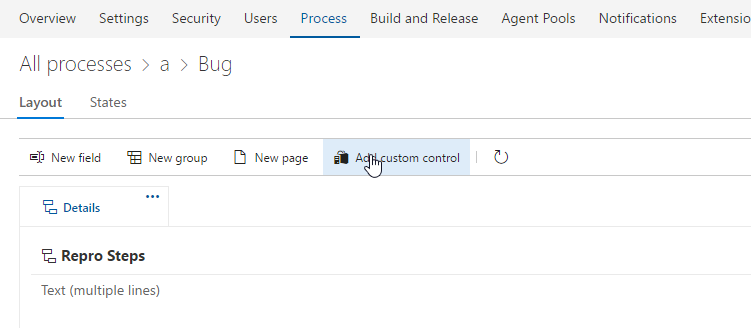 Overview Settings Security Users Process Build and Release Agent Pools Notifications Extensio
All processes > a > Bug
Layout States
New field New group New page Add custom control
Details ...
Repro Steps
Text (multiple lines)